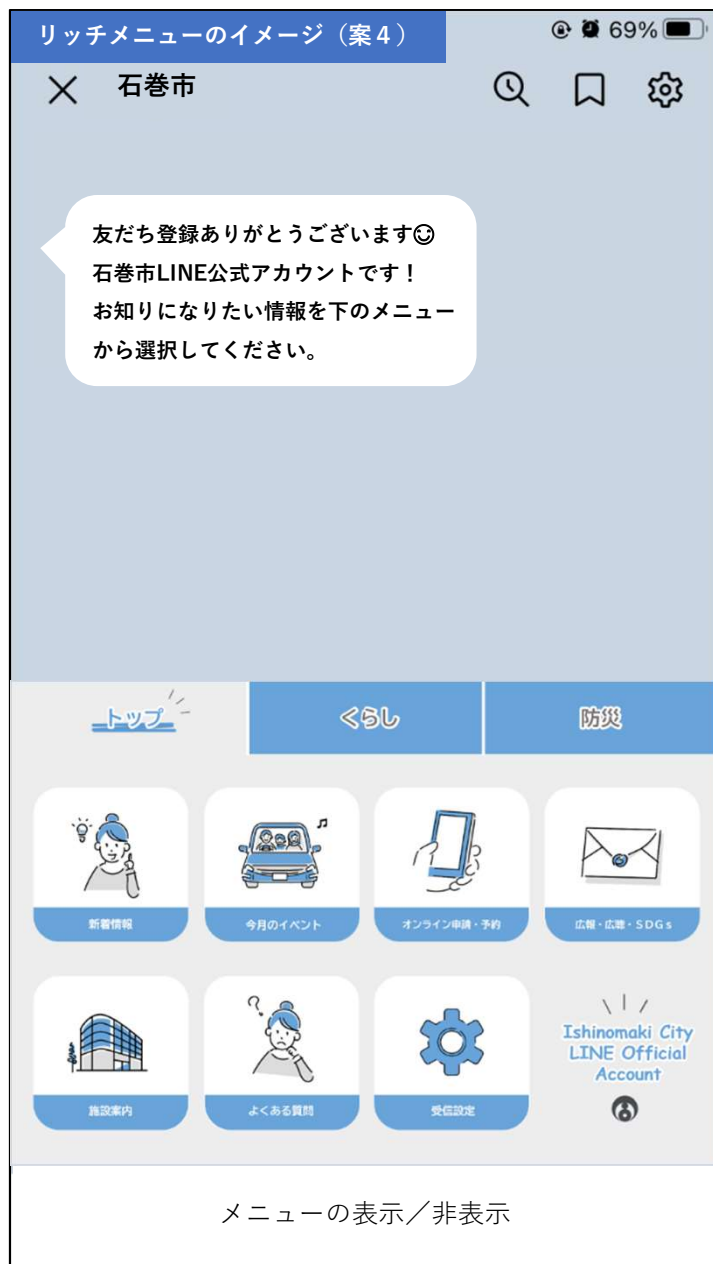 リッチメニューのイメージ（案４）
69%
石巻市
友だち登録ありがとうございます☺
石巻市LINE公式アカウントです！
お知りになりたい情報を下のメニュー
から選択してください。
トップ
くらし
防災
新着情報
今月のイベント
オンライン申請・予約
広報・広聴・SDGs
施設案内
よくある質問
受信設定
Ishinomaki City
LINE Official
Account
メニューの表示／非表示